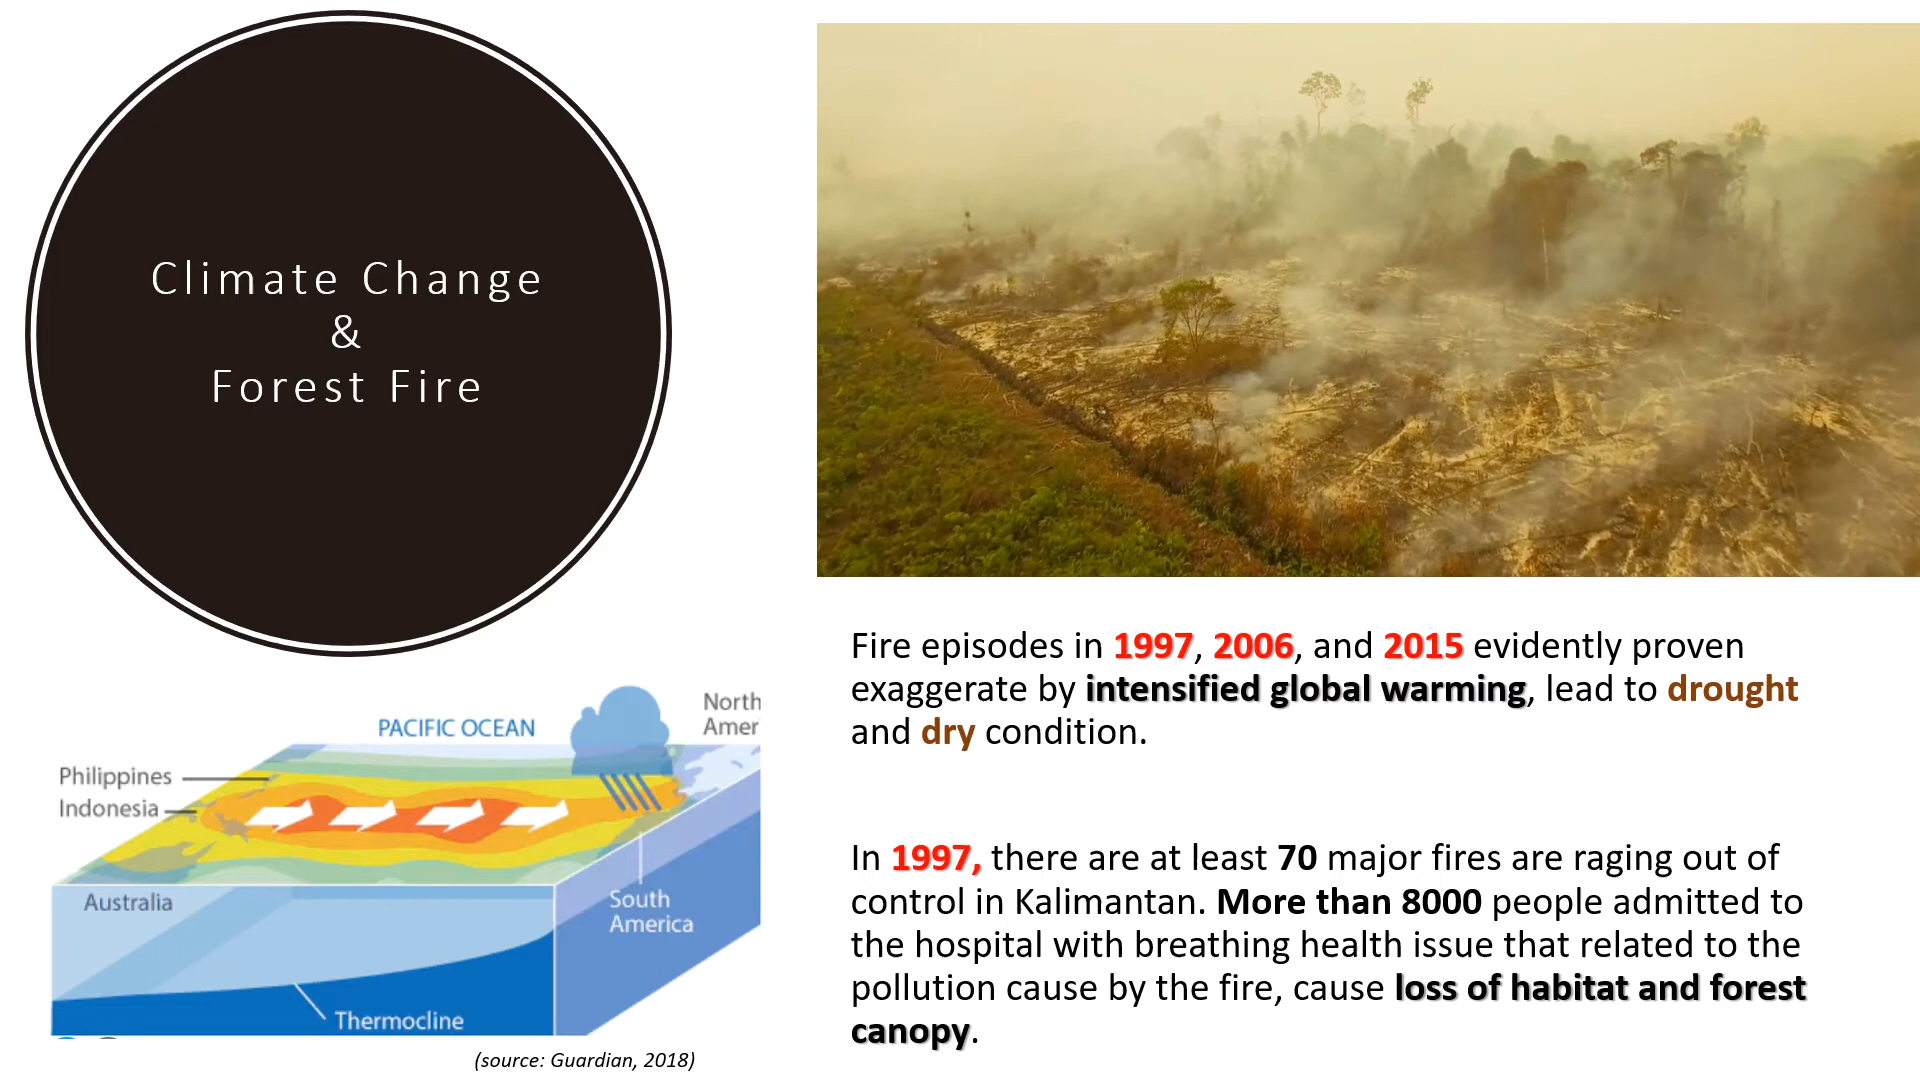 Climate Change
&
Forest Fire
PACIFIC OCEAN
North
Amer
Philippines
Indonesia
Australia
South
America
Thermocline
(source: Guardian, 2018)
Fire episodes in 1997, 2006, and 2015 evidently proven
exaggerate by intensified global warming, lead to drought
and dry condition.
In 1997, there are at least 70 major fires are raging out of
control in Kalimantan. More than 8000 people admitted to
the hospital with breathing health issue that related to the
pollution cause by the fire, cause loss of habitat and forest
canopy.